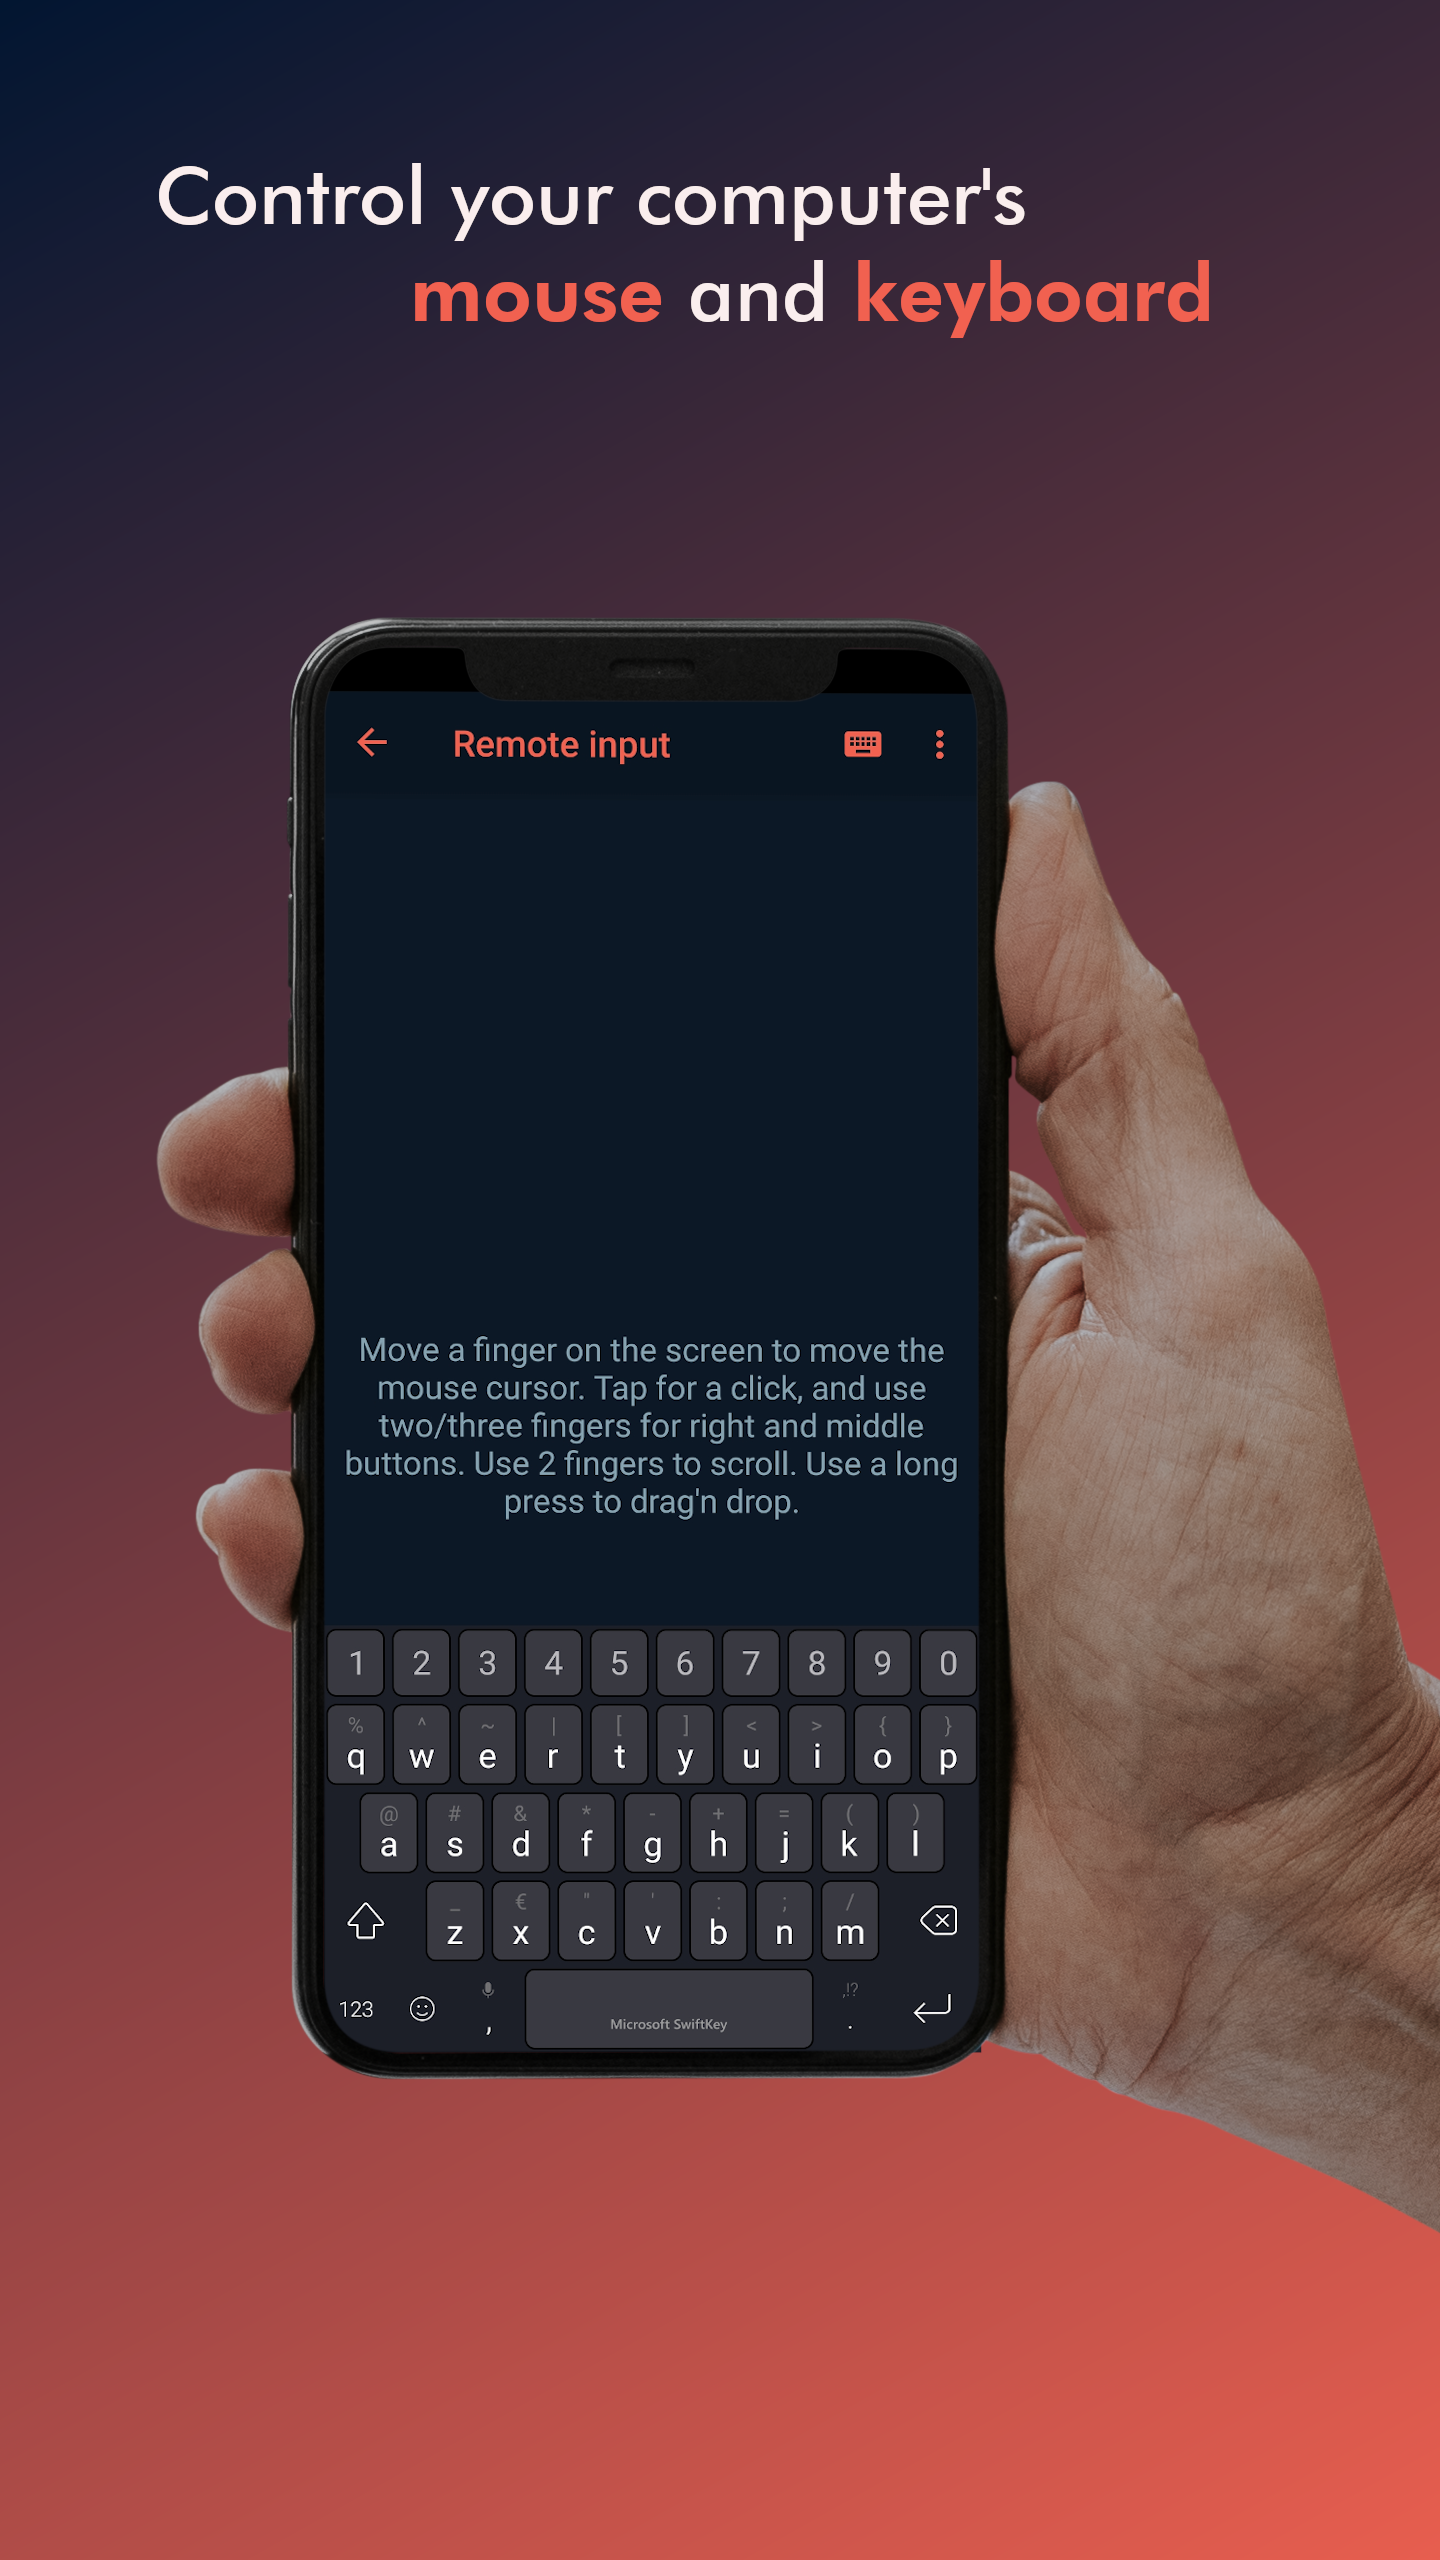 Control your computer's
mouse and keyboard
Remote input
Move a finger on the screen to move the
mouse cursor. Tap for a click, and use
two/three fingers for right and middle
buttons. Use 2 fingers to scroll. Use a long
press to drag'n drop.
1 2 3 4 5 6 7 8 9 0
% ^ ~ | [ ] < > { }
q w e r t y u i o p
@ # & * - + = ( )
a s d f g h j k l
_ € " ' : ; /
z x c v b n m
,!?
123 , Microsoft SwiftKey .